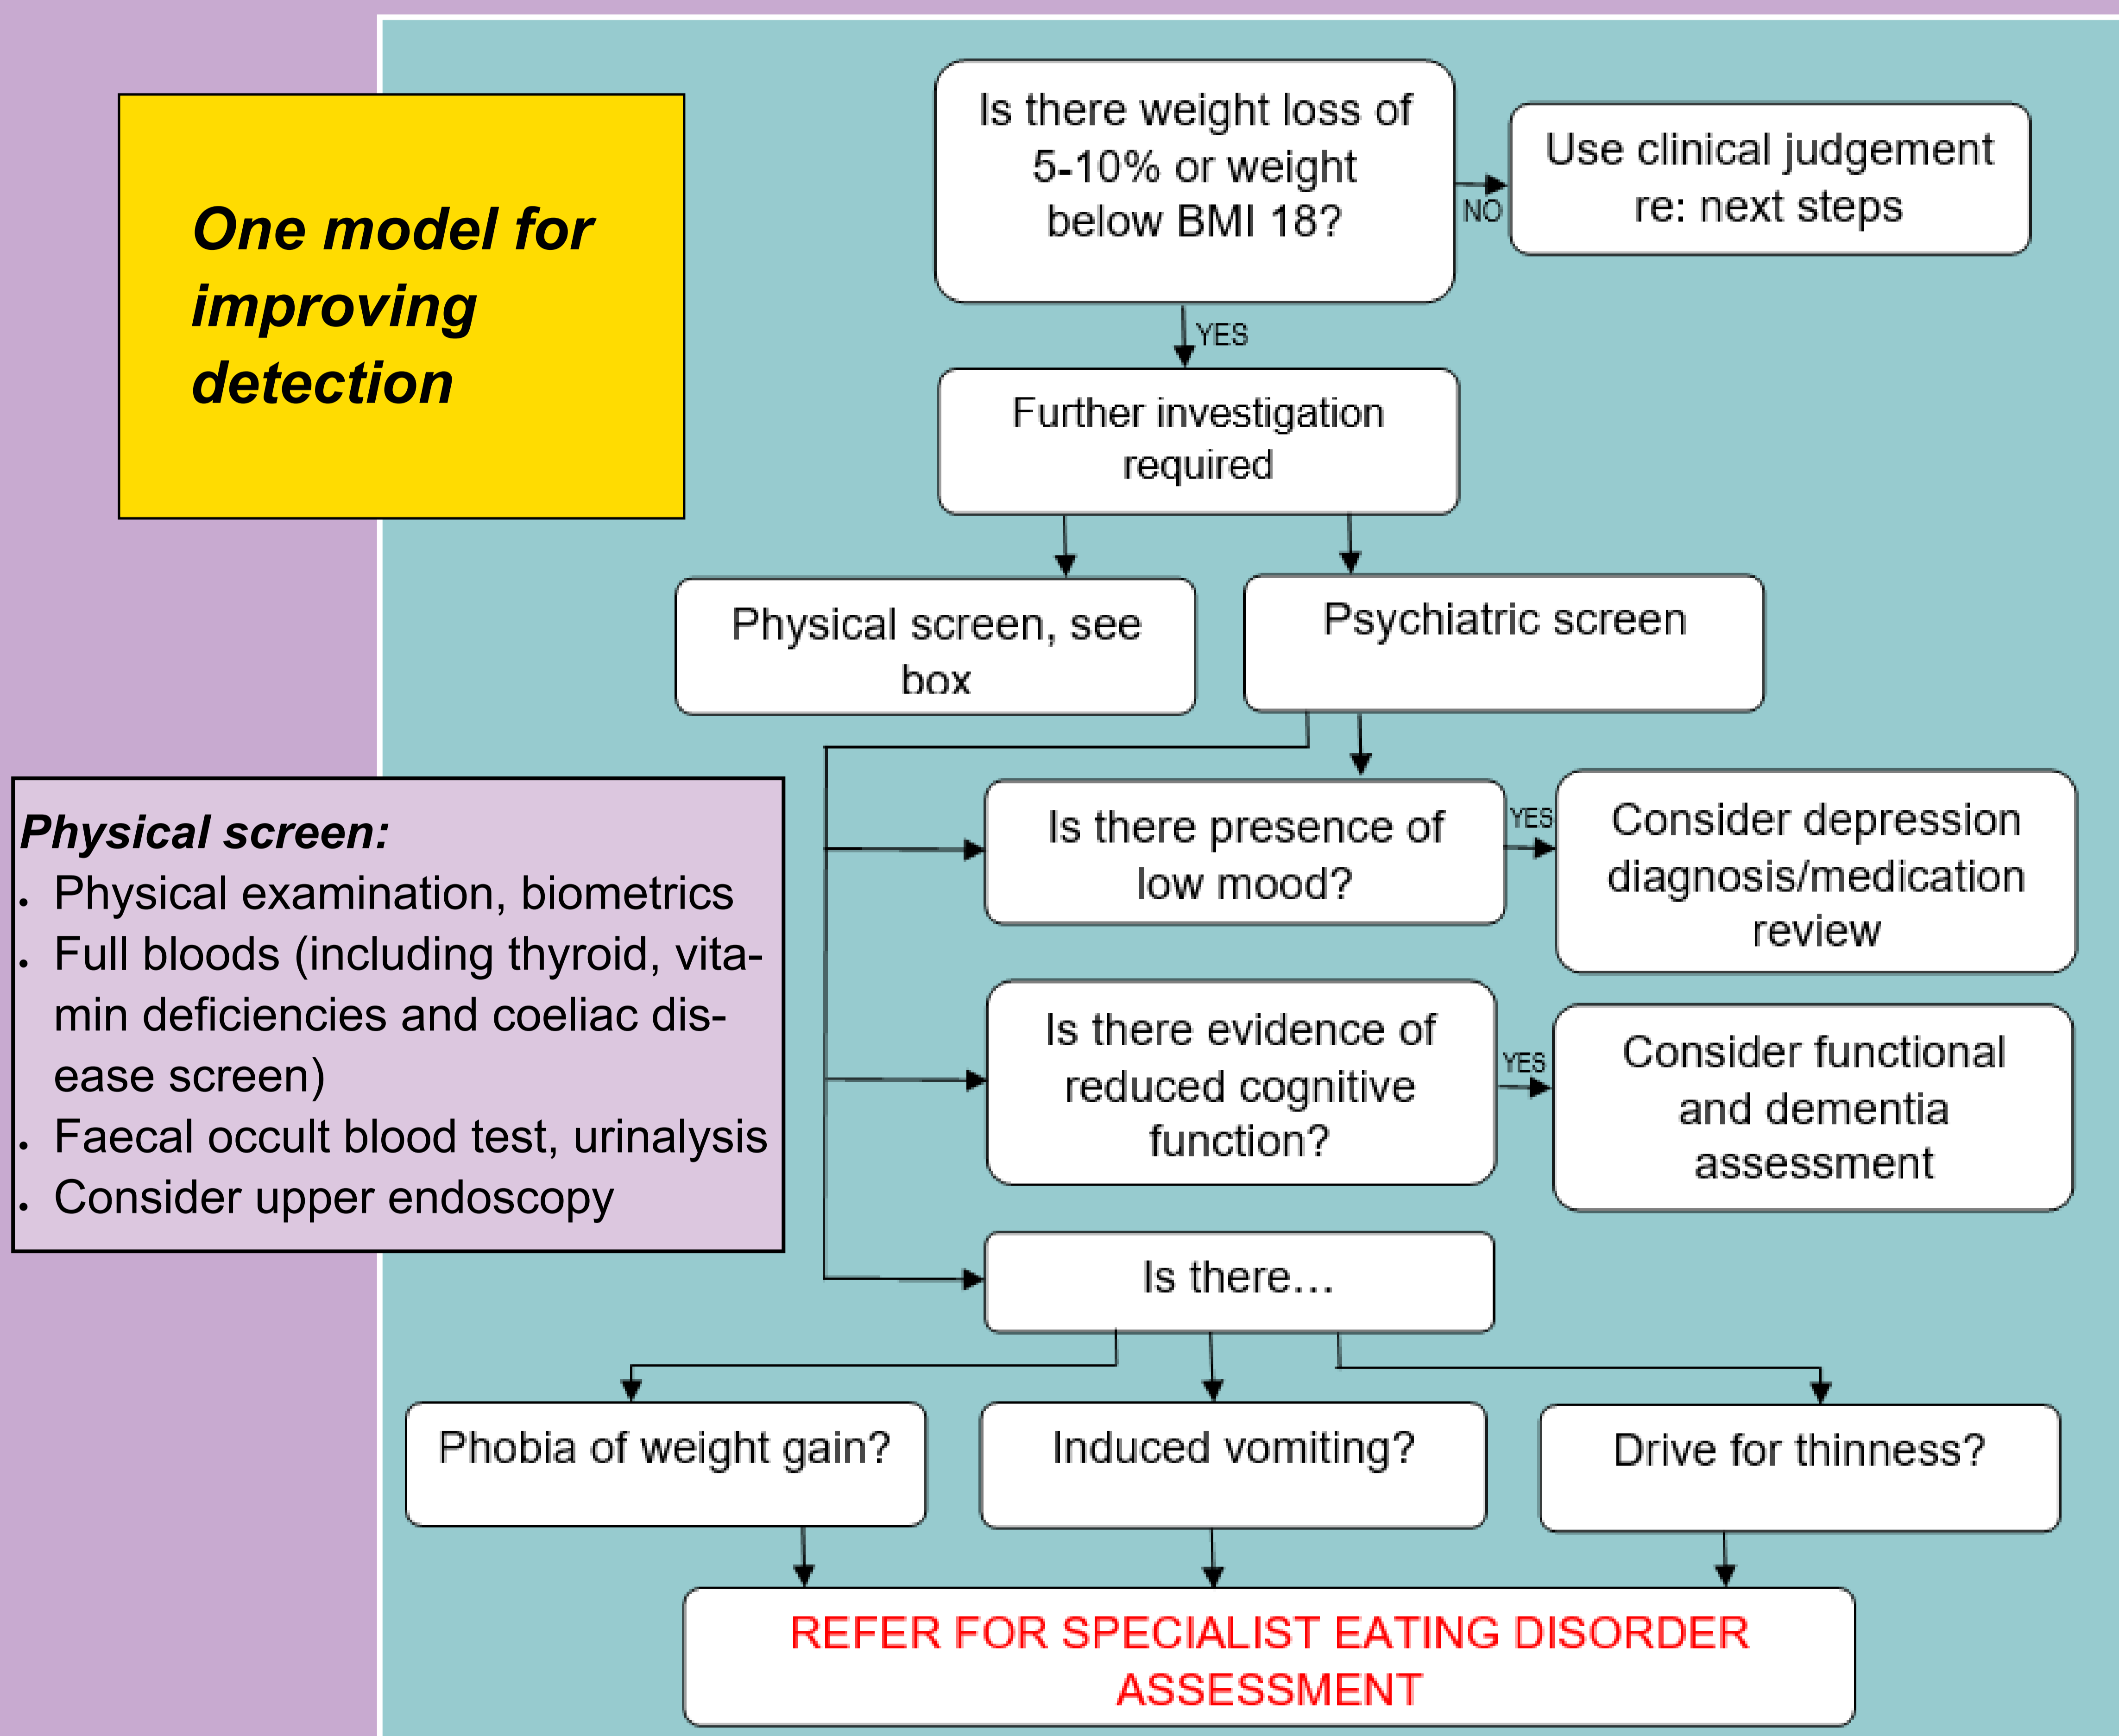 One model for
improving
detection
Is there weight loss of
5-10% or weight
below BMI 18?
NO
Use clinical judgement
re: next steps
YES
Further investigation
required
Physical screen, see
box
Psychiatric screen
Physical screen:
• Physical examination, biometrics
• Full bloods (including thyroid, vita-
min deficiencies and coeliac dis-
ease screen)
• Faecal occult blood test, urinalysis
• Consider upper endoscopy
Is there presence of
low mood?
YES
Consider depression
diagnosis/medication
review
Is there evidence of
reduced cognitive
function?
YES
Consider functional
and dementia
assessment
Is there...
Phobia of weight gain?
Induced vomiting?
Drive for thinness?
REFER FOR SPECIALIST EATING DISORDER
ASSESSMENT